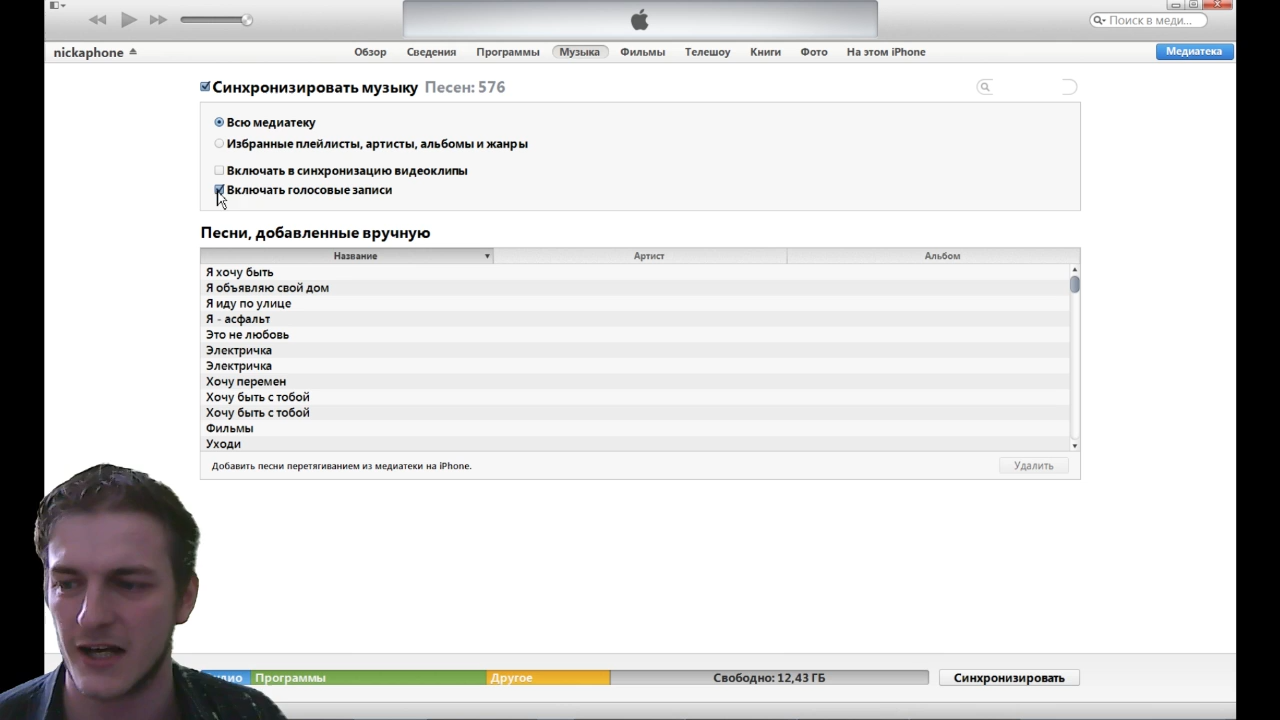 Поиск в меди...
nickaphone
Обзор Сведения Программы Музыка Фильмы Телешоу Книги Фото На этом iPhone
Медиатека
Синхронизировать музыку Песен: 576
Всю медиатеку
Избранные плейлисты, артисты, альбомы и жанры
Включать в синхронизацию видеоклипы
Включать голосовые записи
Песни, добавленные вручную
Название Артист Альбом
Я хочу быть
Я объявляю свой дом
Я иду по улице
Я - асфальт
Это не любовь
Электричка
Электричка
Хочу перемен
Хочу быть с тобой
Хочу быть с тобой
Фильмы
Уходи
Добавить песни перетягиванием из медиатеки на iPhone.
Удалить
Программы Другое Свободно: 12,43 ГБ Синхронизировать